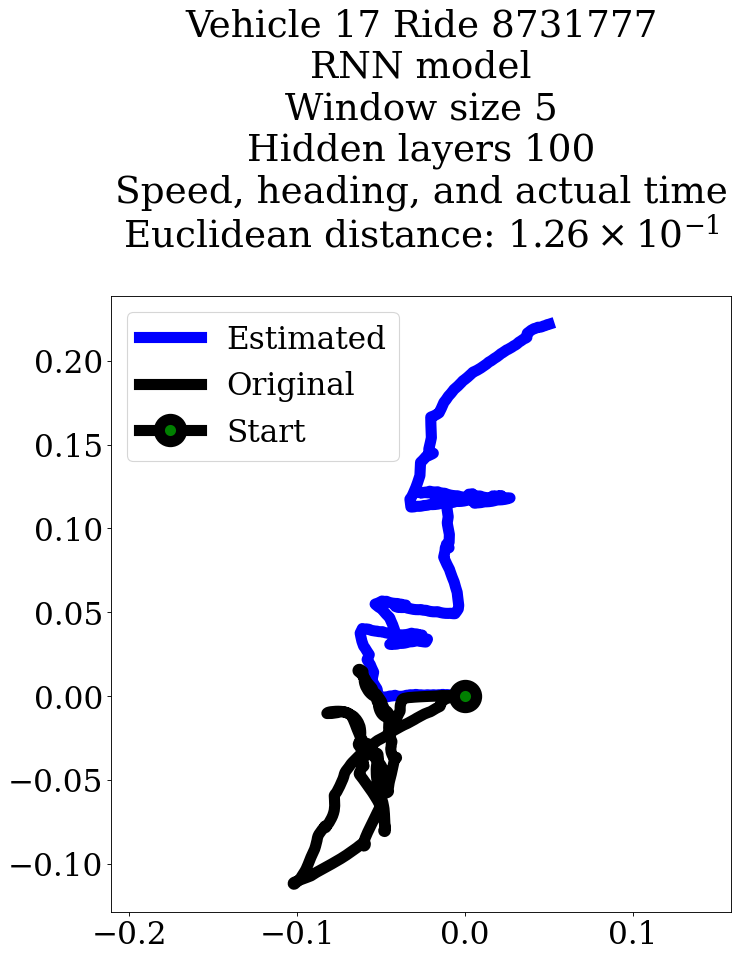 Vehicle 17 Ride 8731777
RNN model
Window size 5
Hidden layers 100
Speed, heading, and actual time
Euclidean distance: 1.26 × 10⁻¹
Estimated
Original
Start
0.20
0.15
0.10
0.05
0.00
−0.05
−0.10
−0.2 −0.1 0.0 0.1